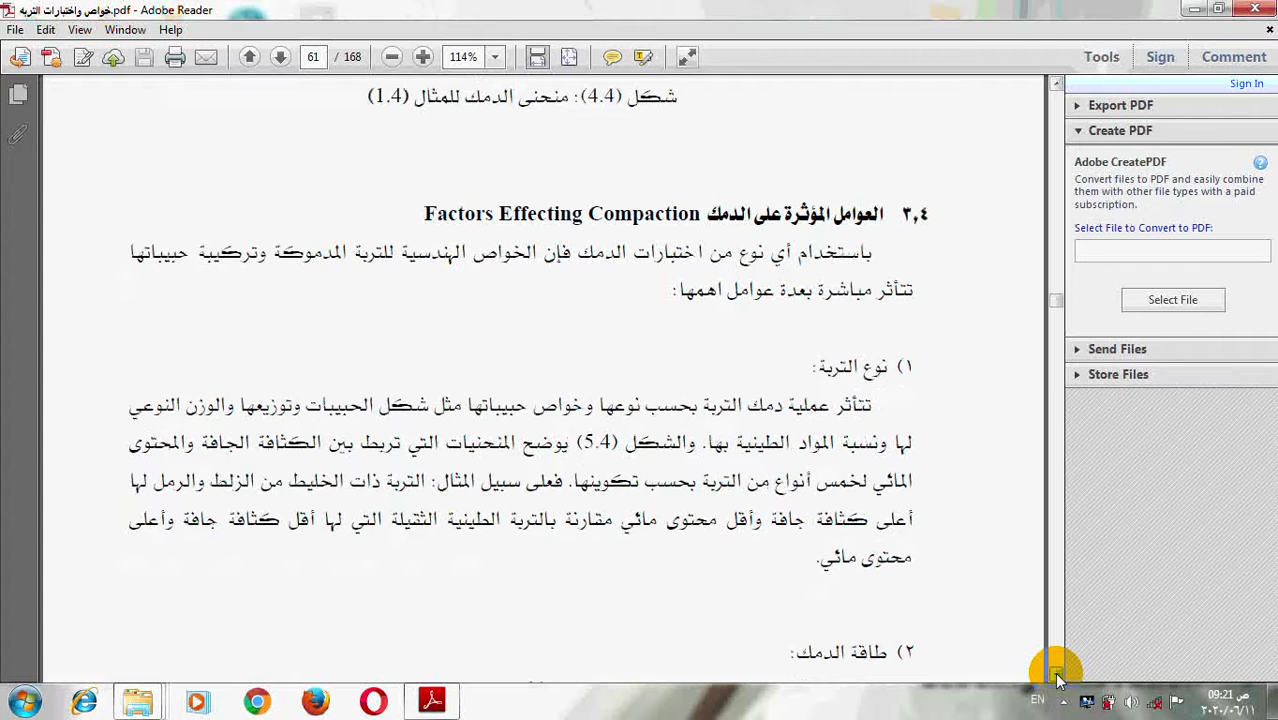 خواص واختبارات التربه.pdf - Adobe Reader
File Edit View Window Help
61 / 168 114% Tools Sign Comment
Sign In
Export PDF
Create PDF
Adobe CreatePDF
Convert files to PDF and easily combine
them with other file types with a paid
subscription.
Select File to Convert to PDF:
Select File
Send Files
Store Files
شكل (4.4): منحنى الدمك للمثال (1.4)
٣,٤ العوامل المؤثرة على الدمك Factors Effecting Compaction
باستخدام أي نوع من اختبارات الدمك فإن الخواص الهندسية للتربة المدموكة وتركيبة حبيباتها
تتأثر مباشرة بعدة عوامل اهمها:
١) نوع التربة:
تتأثر عملية دمك التربة بحسب نوعها وخواص حبيباتها مثل شكل الحبيبات وتوزيعها والوزن النوعي
لها ونسبة المواد الطينية بها. والشكل (5.4) يوضح المنحنيات التي تربط بين الكثافة الجافة والمحتوى
المائي لخمس أنواع من التربة بحسب تكوينها. فعلى سبيل المثال: التربة ذات الخليط من الزلط والرمل لها
أعلى كثافة جافة وأقل محتوى مائي مقارنة بالتربة الطينية الثقيلة التي لها أقل كثافة جافة وأعلى
محتوى مائي.
٢) طاقة الدمك:
EN
09:21 ص
٢٠٢٠/٠٦/١١